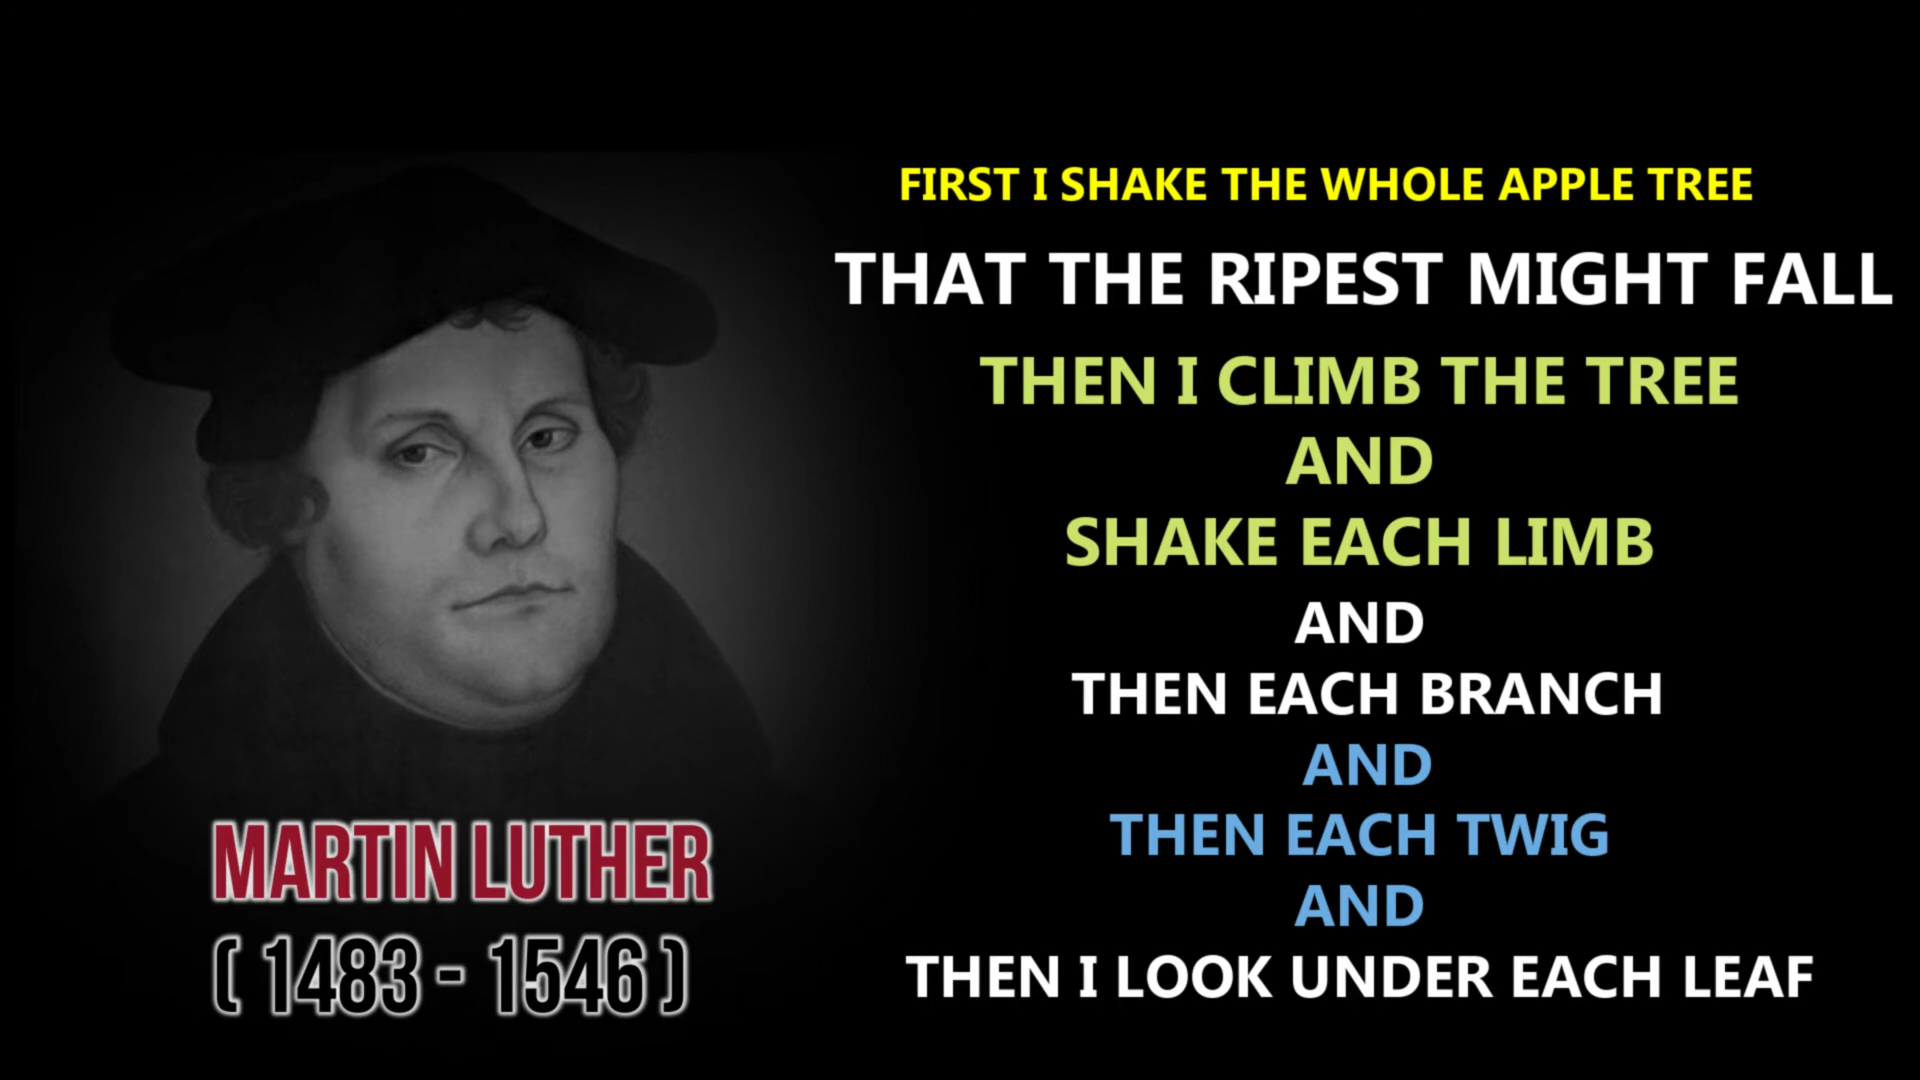 FIRST I SHAKE THE WHOLE APPLE TREE
THAT THE RIPEST MIGHT FALL
THEN I CLIMB THE TREE
AND
SHAKE EACH LIMB
AND
THEN EACH BRANCH
AND
THEN EACH TWIG
AND
THEN I LOOK UNDER EACH LEAF
MARTIN LUTHER
( 1483 - 1546 )